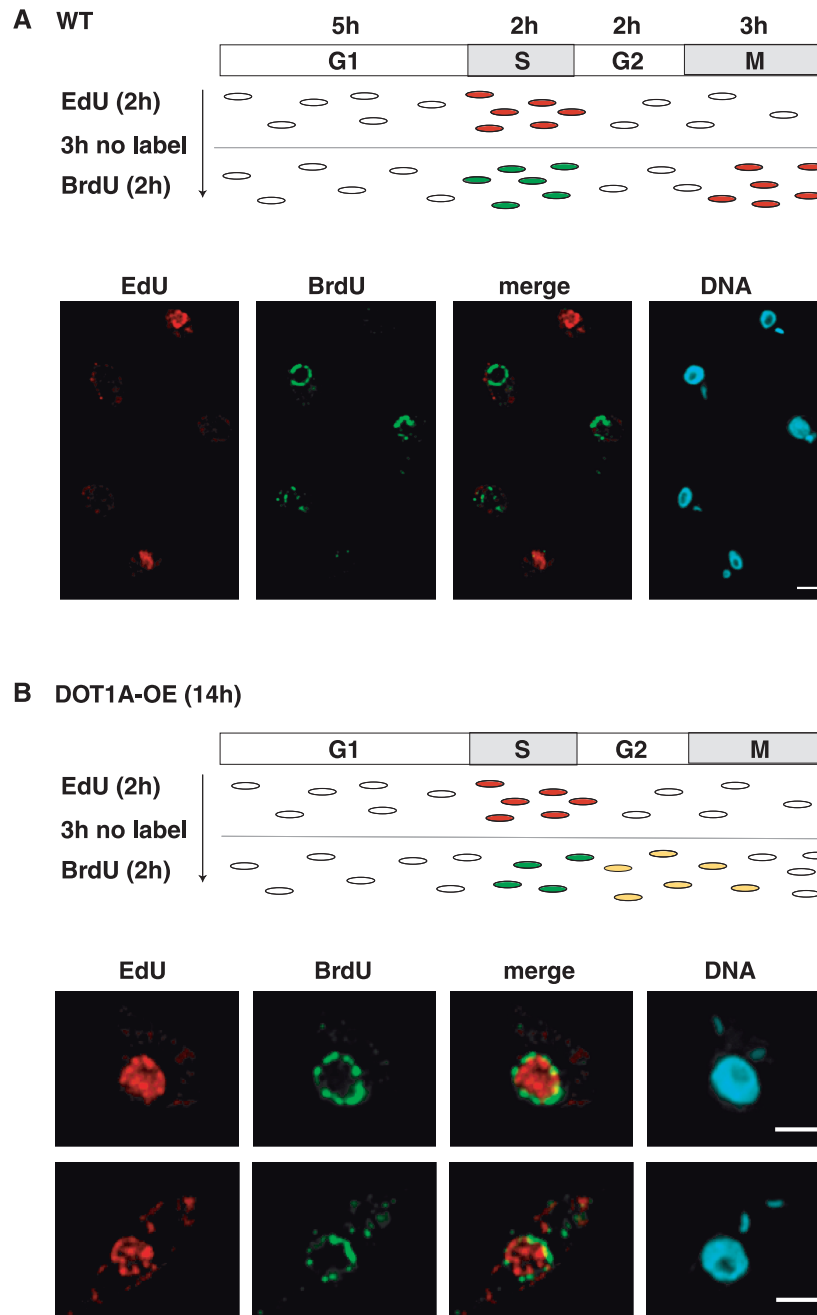 A WT
5h 2h 2h 3h
G1 S G2 M
EdU (2h)
3h no label
BrdU (2h)
EdU BrdU merge DNA
B DOT1A-OE (14h)
G1 S G2 M
EdU (2h)
3h no label
BrdU (2h)
EdU BrdU merge DNA